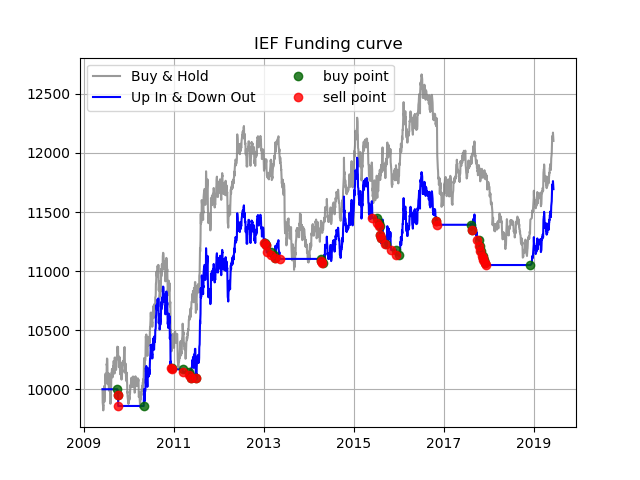 IEF Funding curve
Buy & Hold
Up In & Down Out
buy point
sell point
12500
12000
11500
11000
10500
10000
2009
2011
2013
2015
2017
2019